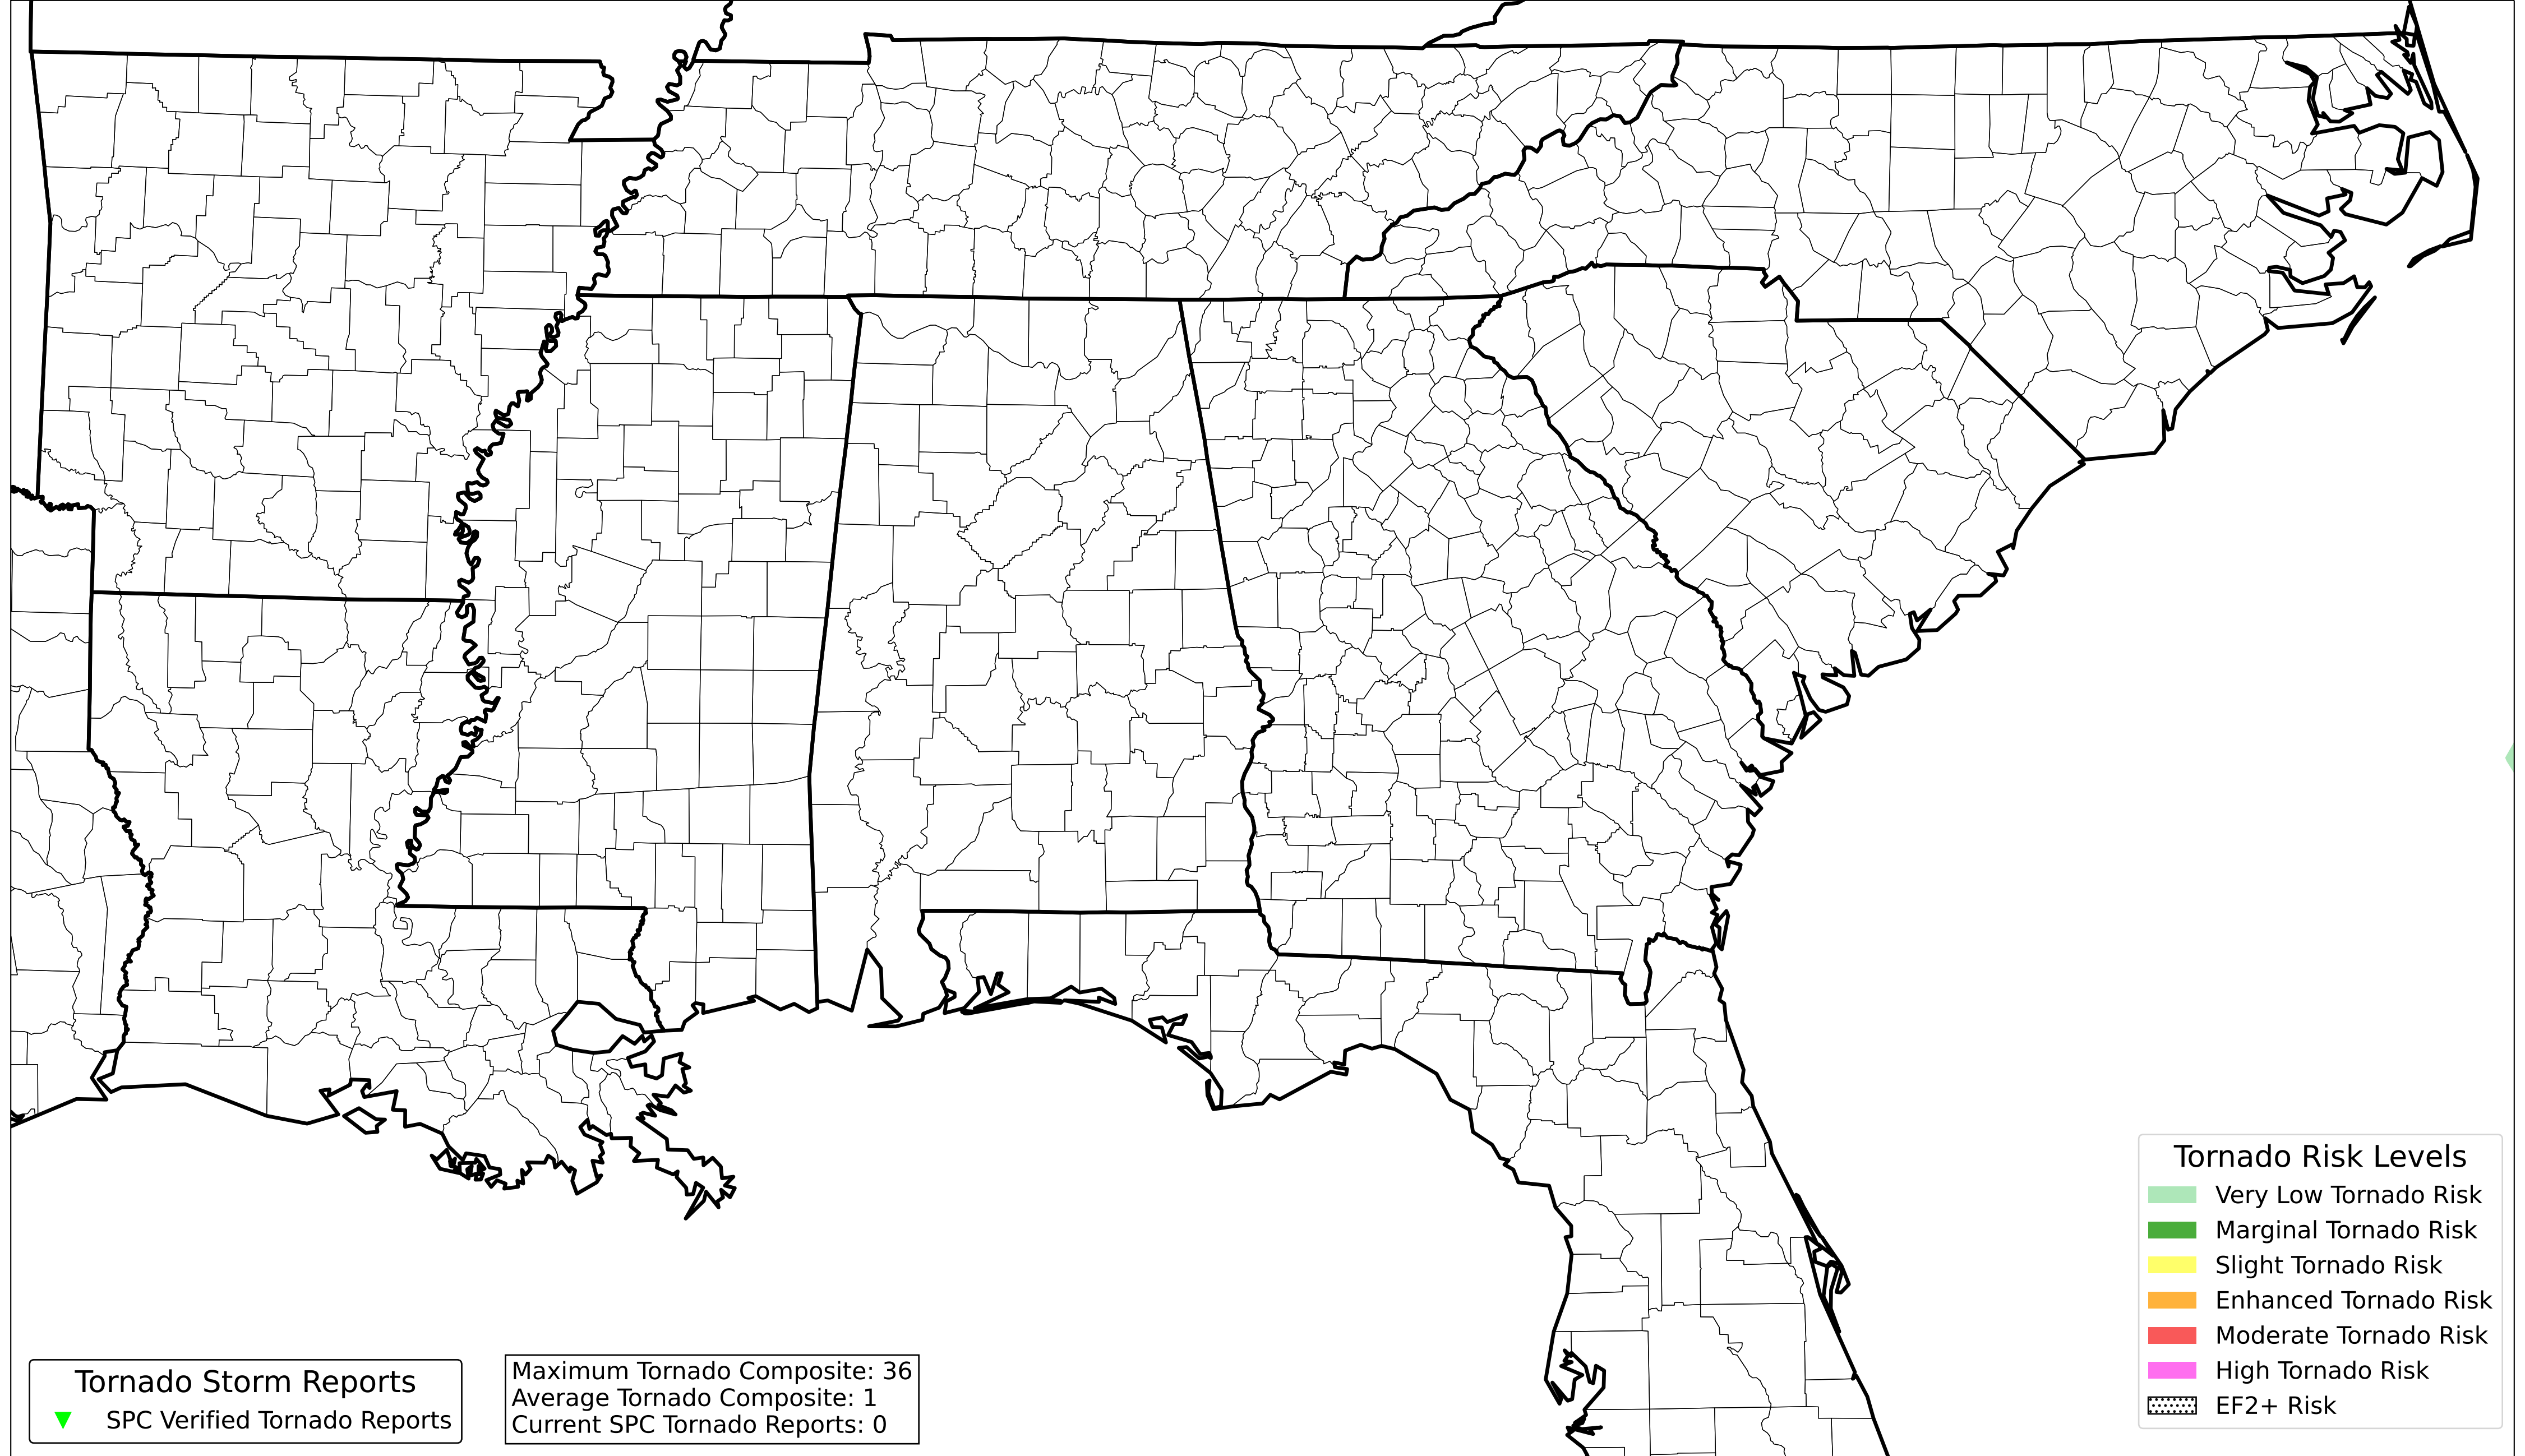 Tornado Storm Reports
SPC Verified Tornado Reports
Maximum Tornado Composite: 36
Average Tornado Composite: 1
Current SPC Tornado Reports: 0
Tornado Risk Levels
Very Low Tornado Risk
Marginal Tornado Risk
Slight Tornado Risk
Enhanced Tornado Risk
Moderate Tornado Risk
High Tornado Risk
EF2+ Risk